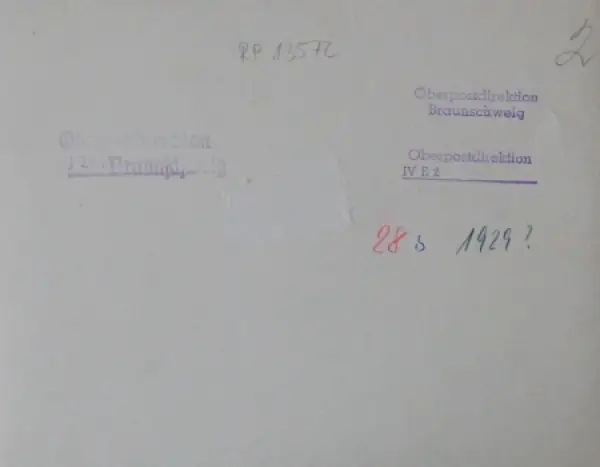 2
RP 13572
Oberpostdirektion
Braunschweig
Oberpostdirektion
IV E 2
28 b 1929?